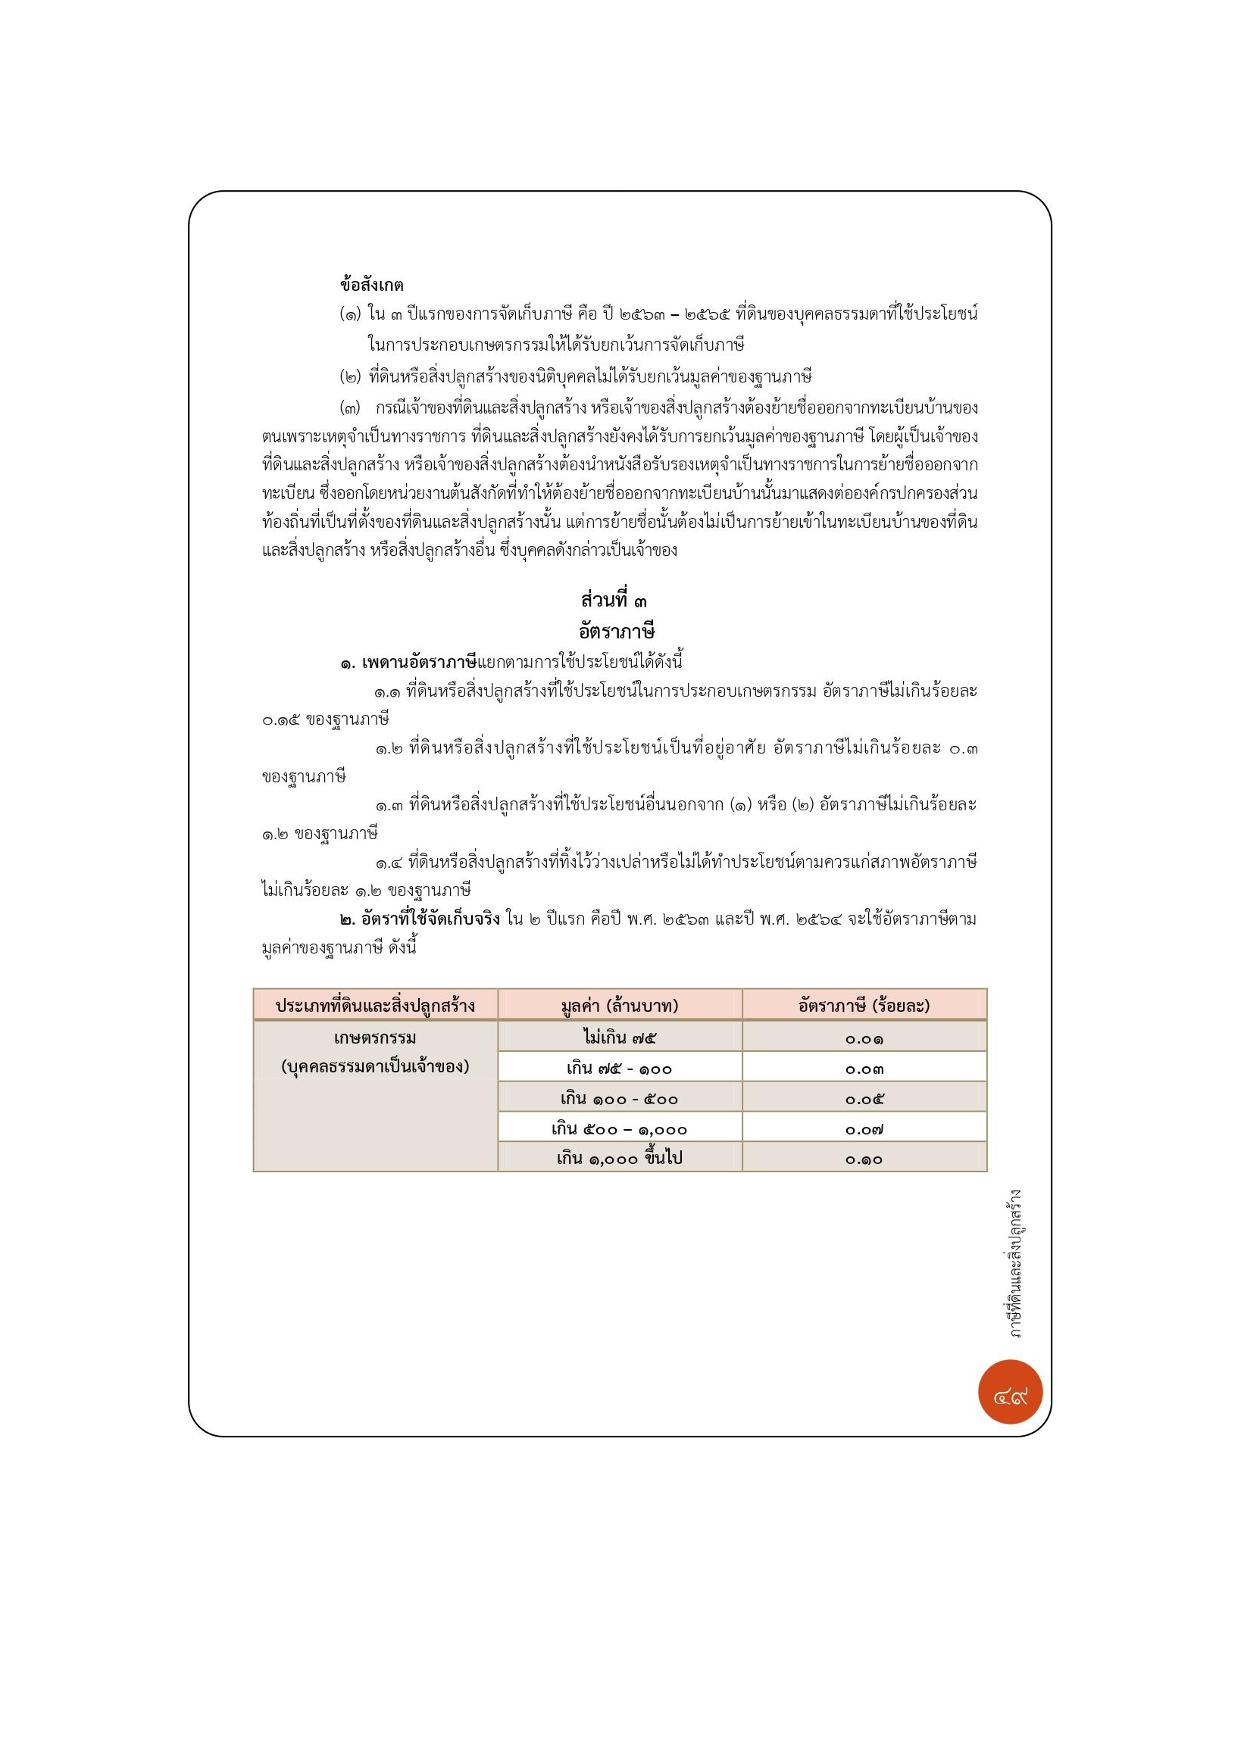 ข้อสังเกต
(๑) ใน ๓ ปีแรกของการจัดเก็บภาษี คือ ปี ๒๕๖๓ – ๒๕๖๕ ที่ดินของบุคคลธรรมดาที่ใช้ประโยชน์
ในการประกอบเกษตรกรรมให้ได้รับยกเว้นการจัดเก็บภาษี
(๒) ที่ดินหรือสิ่งปลูกสร้างของนิติบุคคลไม่ได้รับยกเว้นมูลค่าของฐานภาษี
(๓) กรณีเจ้าของที่ดินและสิ่งปลูกสร้าง หรือเจ้าของสิ่งปลูกสร้างต้องย้ายชื่อออกจากทะเบียนบ้านของ
ตนเพราะเหตุจำเป็นทางราชการ ที่ดินและสิ่งปลูกสร้างยังคงได้รับการยกเว้นมูลค่าของฐานภาษี โดยผู้เป็นเจ้าของ
ที่ดินและสิ่งปลูกสร้าง หรือเจ้าของสิ่งปลูกสร้างต้องนำหนังสือรับรองเหตุจำเป็นทางราชการในการย้ายชื่อออกจาก
ทะเบียน ซึ่งออกโดยหน่วยงานต้นสังกัดที่ทำให้ต้องย้ายชื่อออกจากทะเบียนบ้านนั้นมาแสดงต่อองค์กรปกครองส่วน
ท้องถิ่นที่เป็นที่ตั้งของที่ดินและสิ่งปลูกสร้างนั้น แต่การย้ายชื่อนั้นต้องไม่เป็นการย้ายเข้าในทะเบียนบ้านของที่ดิน
และสิ่งปลูกสร้าง หรือสิ่งปลูกสร้างอื่น ซึ่งบุคคลดังกล่าวเป็นเจ้าของ
ส่วนที่ ๓
อัตราภาษี
๑. เพดานอัตราภาษีแยกตามการใช้ประโยชน์ได้ดังนี้
๑.๑ ที่ดินหรือสิ่งปลูกสร้างที่ใช้ประโยชน์ในการประกอบเกษตรกรรม อัตราภาษีไม่เกินร้อยละ
๐.๑๕ ของฐานภาษี
๑.๒ ที่ดินหรือสิ่งปลูกสร้างที่ใช้ประโยชน์เป็นที่อยู่อาศัย อัตราภาษีไม่เกินร้อยละ ๐.๓
ของฐานภาษี
๑.๓ ที่ดินหรือสิ่งปลูกสร้างที่ใช้ประโยชน์อื่นนอกจาก (๑) หรือ (๒) อัตราภาษีไม่เกินร้อยละ
๑.๒ ของฐานภาษี
๑.๔ ที่ดินหรือสิ่งปลูกสร้างที่ทิ้งไว้ว่างเปล่าหรือไม่ได้ทำประโยชน์ตามควรแก่สภาพอัตราภาษี
ไม่เกินร้อยละ ๑.๒ ของฐานภาษี
๒. อัตราที่ใช้จัดเก็บจริง ใน ๒ ปีแรก คือปี พ.ศ. ๒๕๖๓ และปี พ.ศ. ๒๕๖๔ จะใช้อัตราภาษีตาม
มูลค่าของฐานภาษี ดังนี้
ประเภทที่ดินและสิ่งปลูกสร้าง มูลค่า (ล้านบาท) อัตราภาษี (ร้อยละ)
เกษตรกรรม ไม่เกิน ๗๕ ๐.๐๑
(บุคคลธรรมดาเป็นเจ้าของ) เกิน ๗๕ - ๑๐๐ ๐.๐๓
เกิน ๑๐๐ - ๕๐๐ ๐.๐๕
เกิน ๕๐๐ – ๑,๐๐๐ ๐.๐๗
เกิน ๑,๐๐๐ ขึ้นไป ๐.๑๐
ภาษีที่ดินและสิ่งปลูกสร้าง
๔๙